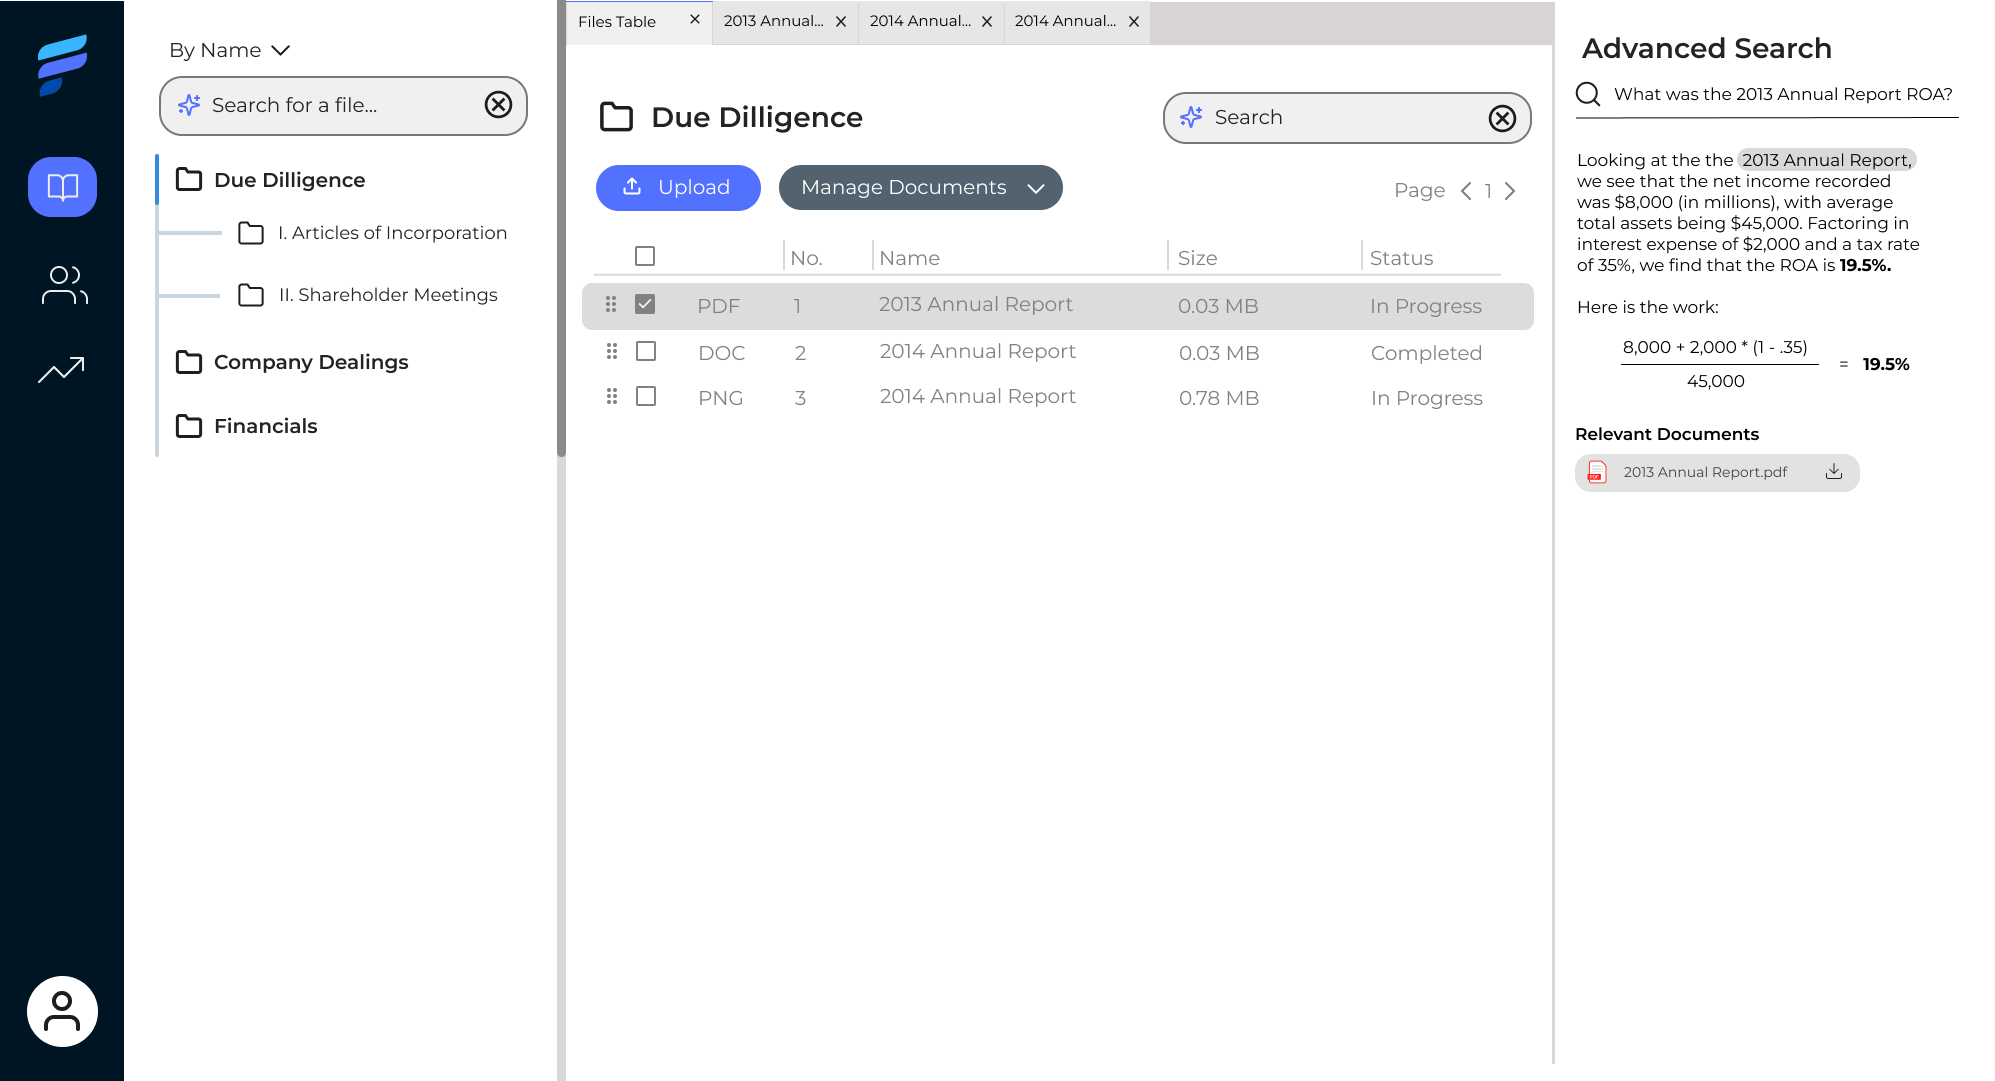 By Name
Search for a file...
Due Dilligence
I. Articles of Incorporation
II. Shareholder Meetings
Company Dealings
Financials
Files Table
2013 Annual...
2014 Annual...
2014 Annual...
Due Dilligence
Search
Upload
Manage Documents
Page 1
No. Name Size Status
PDF 1 2013 Annual Report 0.03 MB In Progress
DOC 2 2014 Annual Report 0.03 MB Completed
PNG 3 2014 Annual Report 0.78 MB In Progress
Advanced Search
What was the 2013 Annual Report ROA?
Looking at the the 2013 Annual Report,
we see that the net income recorded
was $8,000 (in millions), with average
total assets being $45,000. Factoring in
interest expense of $2,000 and a tax rate
of 35%, we find that the ROA is 19.5%.
Here is the work:
8,000 + 2,000 * (1 - .35)
= 19.5%
45,000
Relevant Documents
PDF
2013 Annual Report.pdf